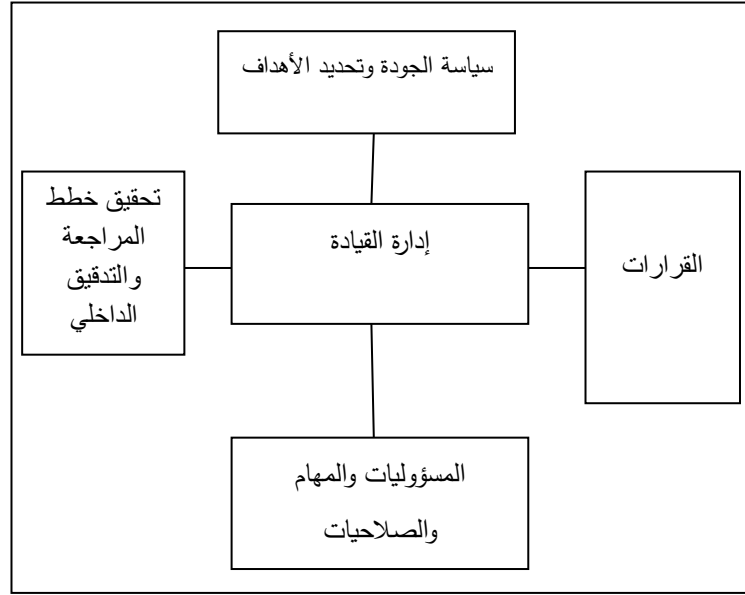 سياسة الجودة وتحديد الأهداف
القرارات
إدارة القيادة
تحقيق خطط
المراجعة
والتدقيق
الداخلي
المسؤوليات والمهام
والصلاحيات